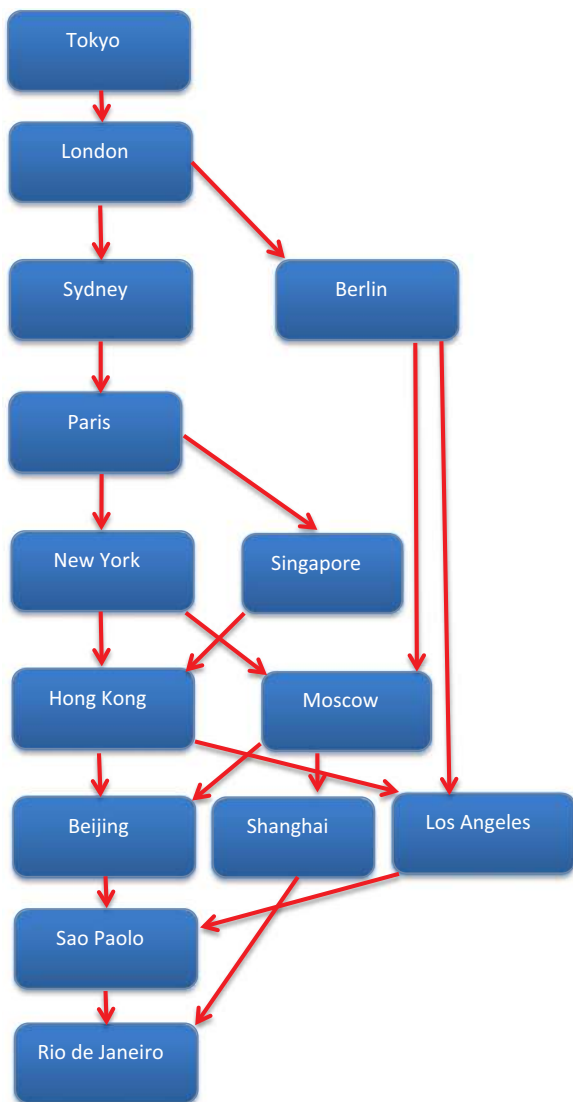 Tokyo
London
Sydney
Berlin
Paris
New York
Singapore
Hong Kong
Moscow
Beijing
Shanghai
Los Angeles
Sao Paolo
Rio de Janeiro